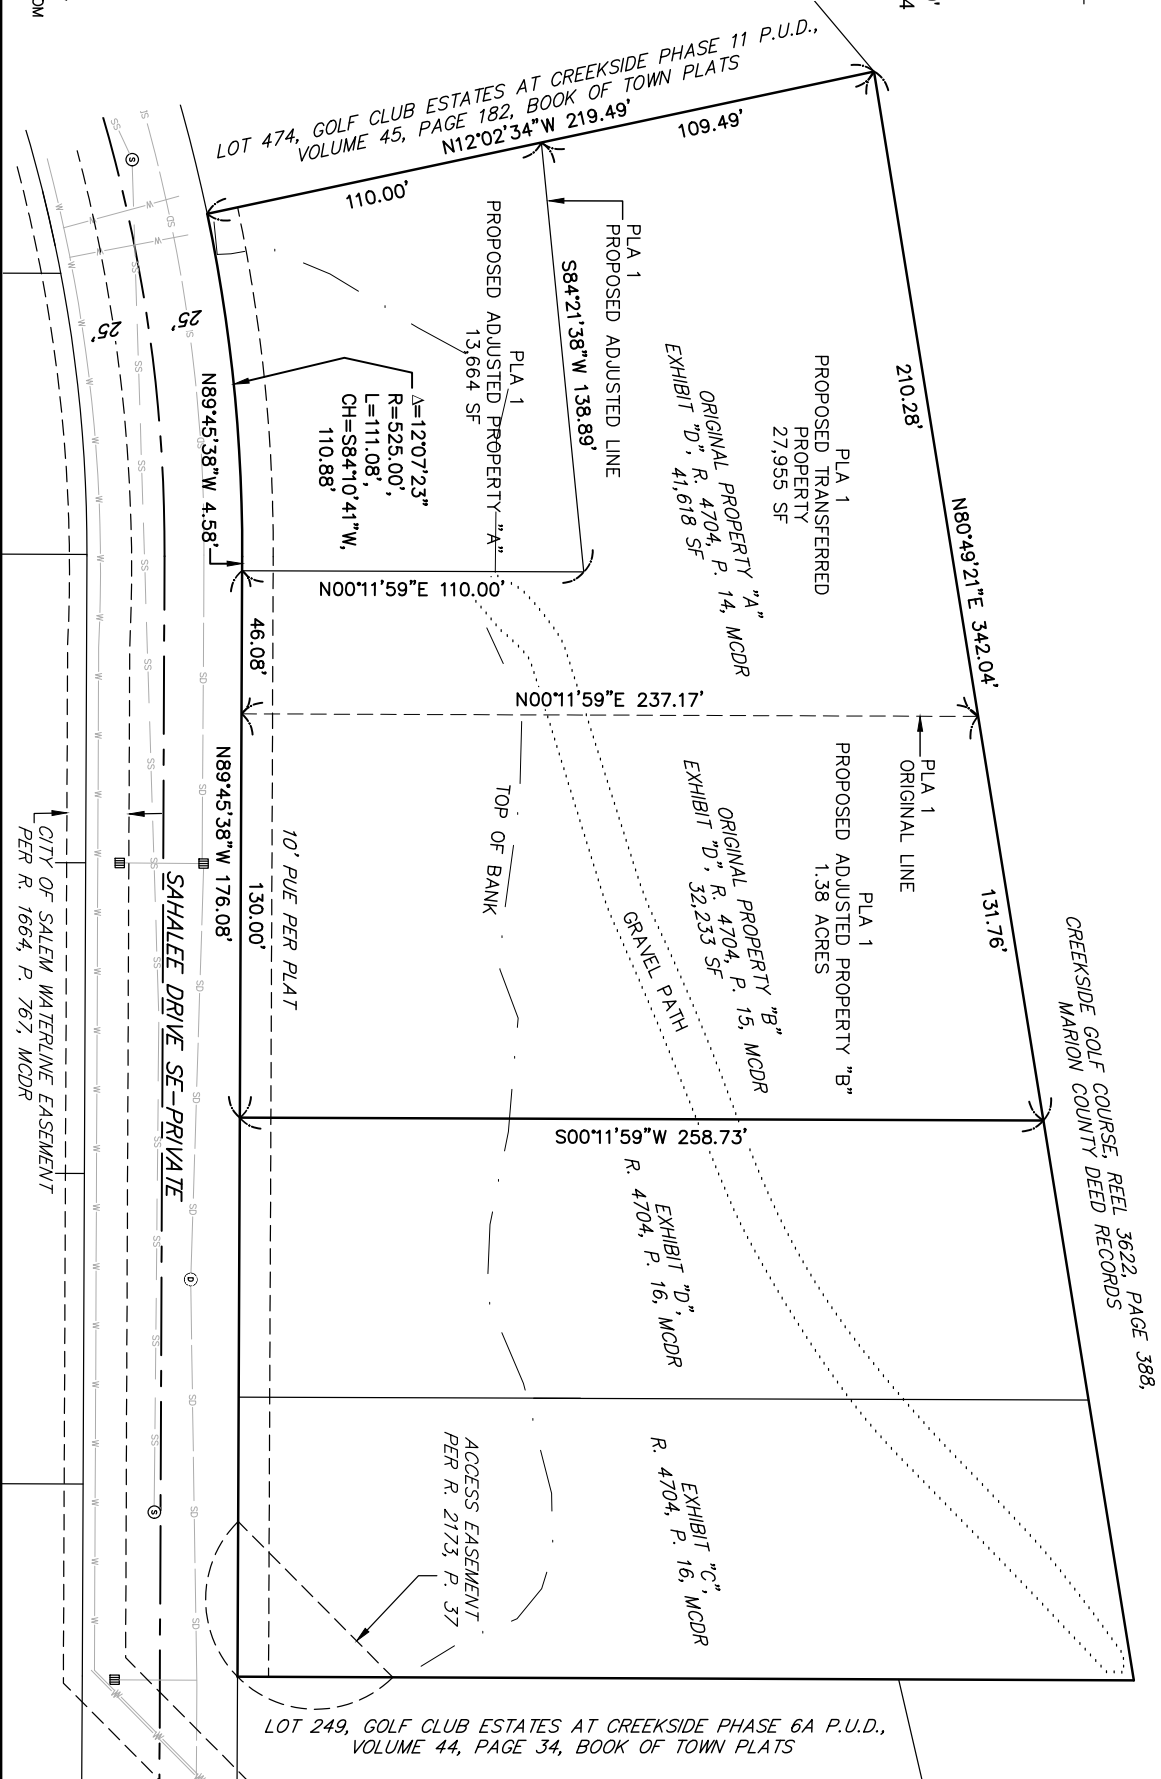 CREEKSIDE GOLF COURSE, REEL 3622, PAGE 388,
MARION COUNTY DEED RECORDS
N80°49'21"E 342.04'
210.28'
131.76'
LOT 474, GOLF CLUB ESTATES AT CREEKSIDE PHASE 11 P.U.D.,
VOLUME 45, PAGE 182, BOOK OF TOWN PLATS
N12°02'34"W 219.49'
109.49'
110.00'
PLA 1
ORIGINAL LINE
PLA 1
PROPOSED TRANSFERRED
PROPERTY
27,955 SF
ORIGINAL PROPERTY "A"
EXHIBIT "D", R. 4704, P. 14, MCDR
41,618 SF
PLA 1
PROPOSED ADJUSTED LINE
S84°21'38"W 138.89'
PLA 1
PROPOSED ADJUSTED PROPERTY "A"
13,664 SF
Δ=12°07'23"
R=525.00',
L=111.08',
CH=S84°10'41"W,
110.88'
N00°11'59"E 110.00'
N00°11'59"E 237.17'
PLA 1
PROPOSED ADJUSTED PROPERTY "B"
1.38 ACRES
ORIGINAL PROPERTY "B"
EXHIBIT "D", R. 4704, P. 15, MCDR
32,233 SF
GRAVEL PATH
TOP OF BANK
S00°11'59"W 258.73'
EXHIBIT "D",
R. 4704, P. 16, MCDR
EXHIBIT "C",
R. 4704, P. 16, MCDR
ACCESS EASEMENT
PER R. 2173, P. 37
10' PUE PER PLAT
46.08'
130.00'
N89°45'38"W 4.58'
N89°45'38"W 176.08'
25'
25'
SAHALEE DRIVE SE-PRIVATE
CITY OF SALEM WATERLINE EASEMENT
PER R. 1664, P. 767, MCDR
LOT 249, GOLF CLUB ESTATES AT CREEKSIDE PHASE 6A P.U.D.,
VOLUME 44, PAGE 34, BOOK OF TOWN PLATS